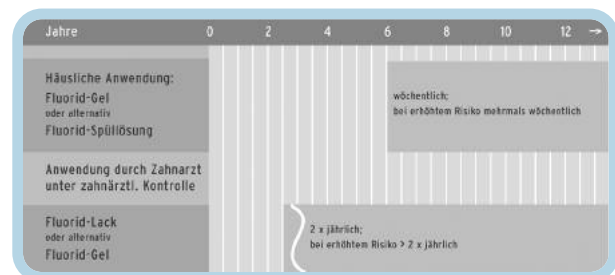 Jahre 0 2 4 6 8 10 12 →
Häusliche Anwendung:
Fluorid-Gel
oder alternativ
Fluorid-Spüllösung
wöchentlich;
bei erhöhtem Risiko mehrmals wöchentlich
Anwendung durch Zahnarzt
unter zahnärztl. Kontrolle
Fluorid-Lack
oder alternativ
Fluorid-Gel
2 x jährlich;
bei erhöhtem Risiko > 2 x jährlich